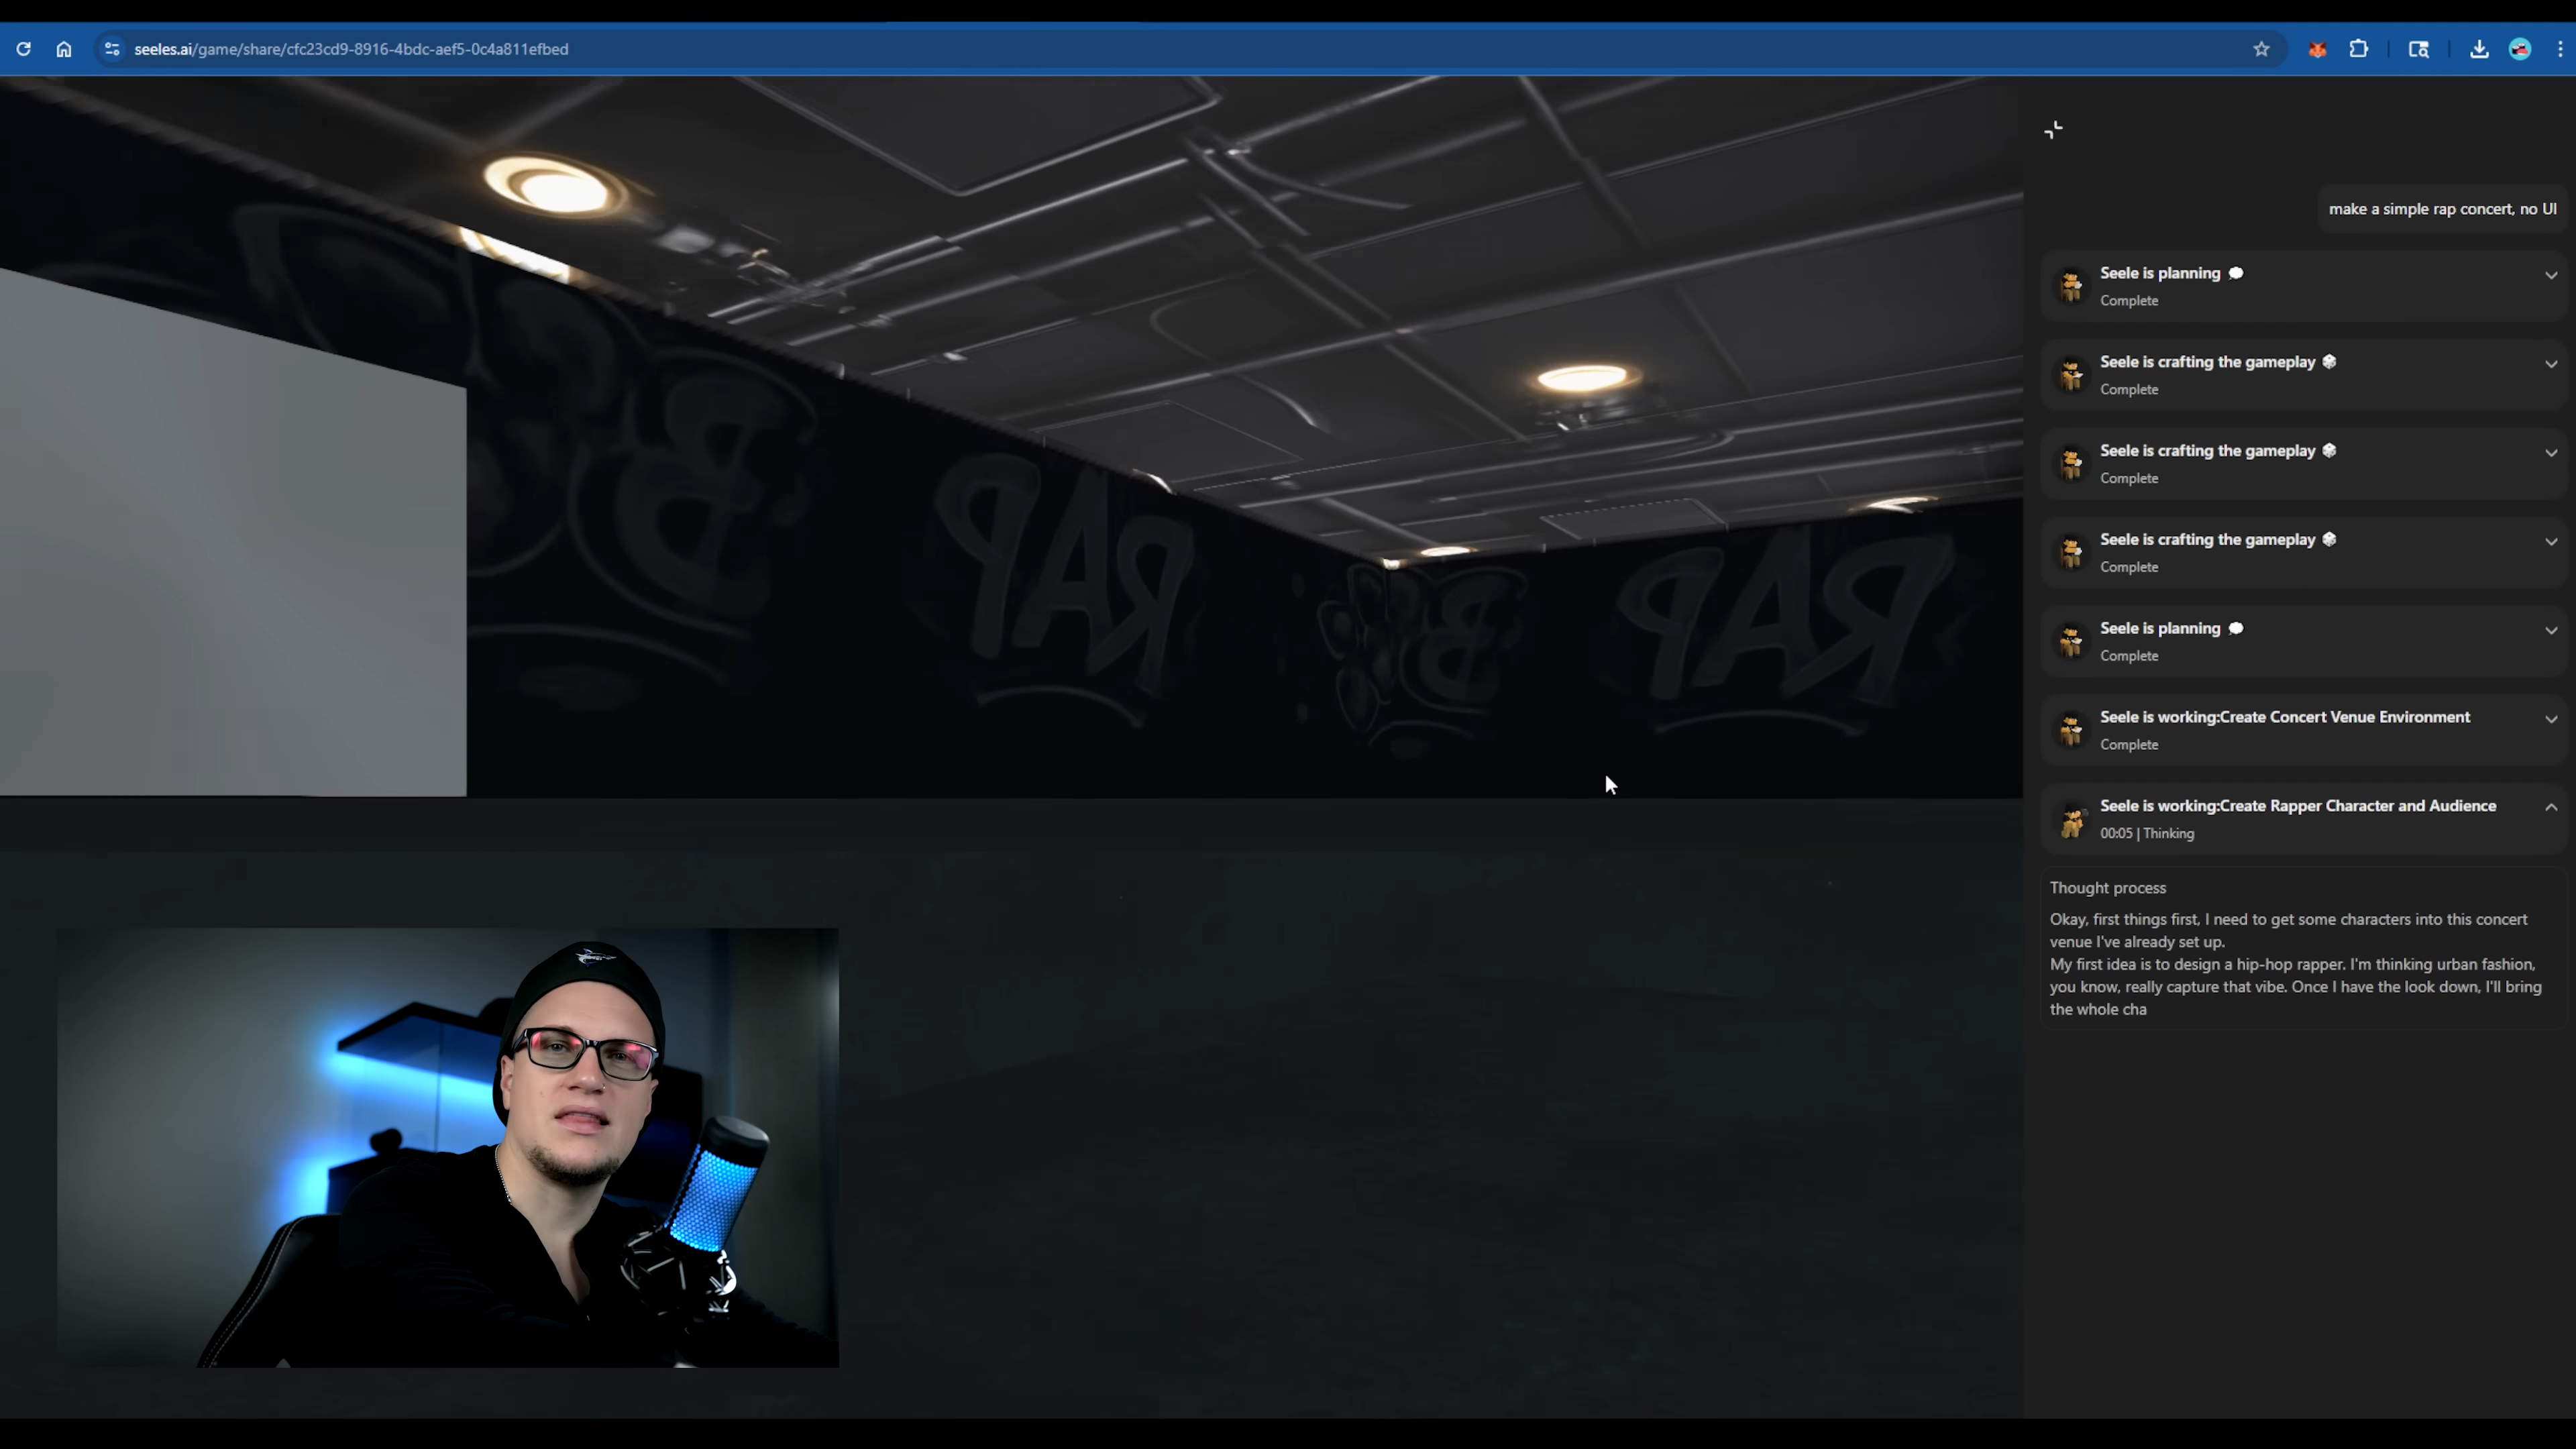 seeles.ai/game/share/cfc23cd9-8916-4bdc-aef5-0c4a811efbed
make a simple rap concert, no UI
Seele is planning
Complete
Seele is crafting the gameplay
Complete
Seele is crafting the gameplay
Complete
Seele is crafting the gameplay
Complete
Seele is planning
Complete
Seele is working:Create Concert Venue Environment
Complete
Seele is working:Create Rapper Character and Audience
00:05 | Thinking
Thought process
Okay, first things first, I need to get some characters into this concert
venue I've already set up.
My first idea is to design a hip-hop rapper. I'm thinking urban fashion,
you know, really capture that vibe. Once I have the look down, I'll bring
the whole cha
B
RAP
B
RAP